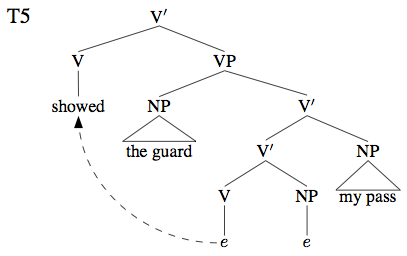 T5 V′
V VP
showed NP V′
the guard V′ NP
V NP my pass
e e